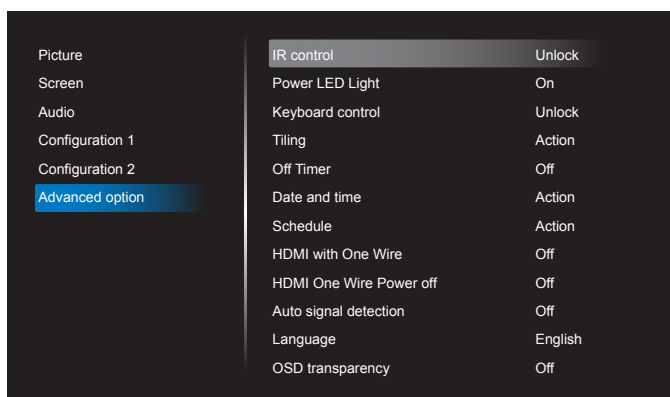 Picture
Screen
Audio
Configuration 1
Configuration 2
Advanced option
IR control Unlock
Power LED Light On
Keyboard control Unlock
Tiling Action
Off Timer Off
Date and time Action
Schedule Action
HDMI with One Wire Off
HDMI One Wire Power off Off
Auto signal detection Off
Language English
OSD transparency Off